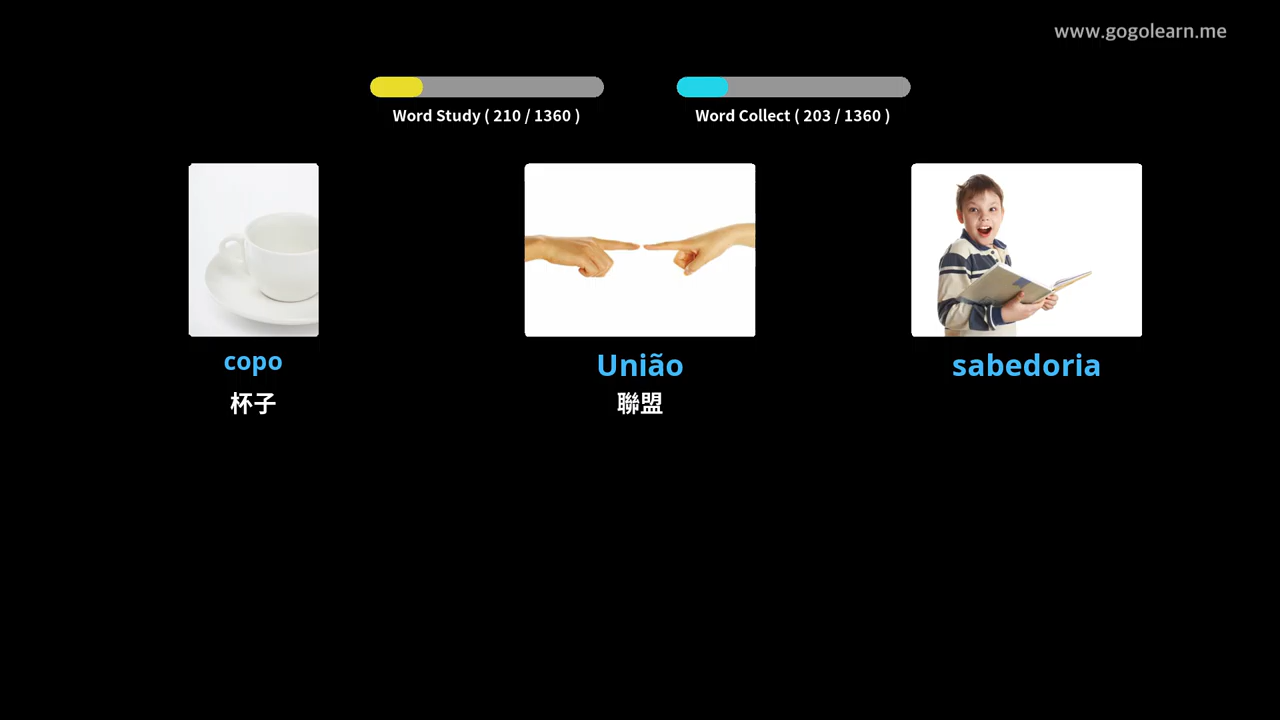 www.gogolearn.me
Word Study ( 210 / 1360 )
Word Collect ( 203 / 1360 )
copo
União
sabedoria
杯子
聯盟